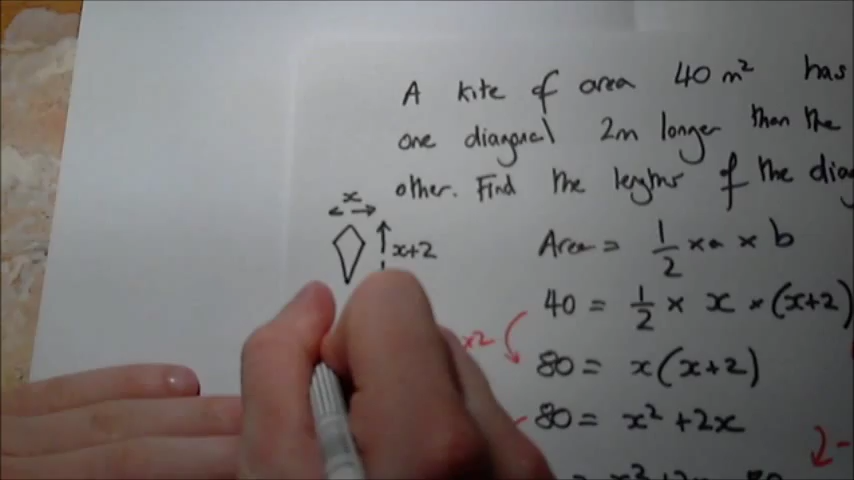 A kite of area 40 m² has
one diagonal 2m longer than the
other. Find the lengths of the
x
x+2
Area = 1/2 × a × b
40 = 1/2 × x × (x+2)
×2
80 = x(x+2)
80 = x² + 2x